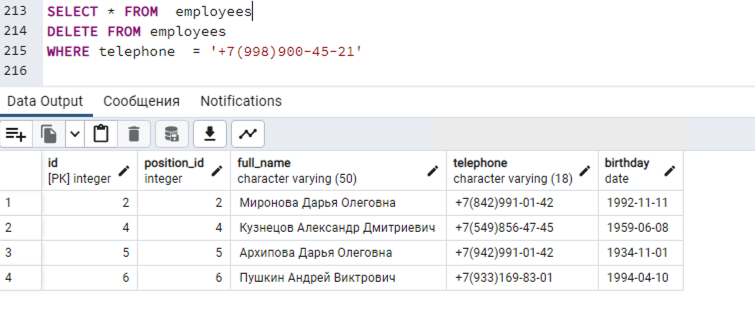 213 SELECT * FROM employees
214 DELETE FROM employees
215 WHERE telephone = '+7(998)900-45-21'
216
Data Output Сообщения Notifications
id [PK] integer position_id integer full_name character varying (50) telephone character varying (18) birthday date
1 2 2 Миронова Дарья Олеговна +7(842)991-01-42 1992-11-11
2 4 4 Кузнецов Александр Дмитриевич +7(549)856-47-45 1959-06-08
3 5 5 Архипова Дарья Олеговна +7(942)991-01-42 1934-11-01
4 6 6 Пушкин Андрей Виктрович +7(933)169-83-01 1994-04-10